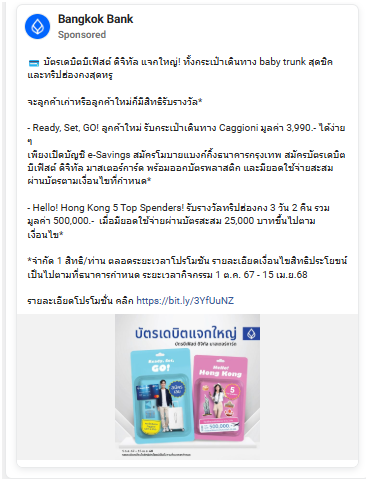 Bangkok Bank
Sponsored
💳 บัตรเดบิตบีเฟิสต์ ดิจิทัล แจกใหญ่! ทั้งกระเป๋าเดินทาง baby trunk สุดชิค
และทริปฮ่องกงสุดหรู
จะลูกค้าเก่าหรือลูกค้าใหม่ก็มีสิทธิรับรางวัล*
- Ready, Set, GO! ลูกค้าใหม่ รับกระเป๋าเดินทาง Caggioni มูลค่า 3,990.- ได้ง่าย
ๆ
เพียงเปิดบัญชี e-Savings สมัครโมบายแบงก์กิ้งธนาคารกรุงเทพ สมัครบัตรเดบิต
บีเฟิสต์ ดิจิทัล มาสเตอร์การ์ด พร้อมออกบัตรพลาสติก และมียอดใช้จ่ายสะสม
ผ่านบัตรตามเงื่อนไขที่กำหนด*
- Hello! Hong Kong 5 Top Spenders! รับรางวัลทริปฮ่องกง 3 วัน 2 คืน รวม
มูลค่า 500,000.- เมื่อมียอดใช้จ่ายผ่านบัตรสะสม 25,000 บาทขึ้นไปตาม
เงื่อนไข*
*จำกัด 1 สิทธิ/ท่าน ตลอดระยะเวลาโปรโมชัน รายละเอียดเงื่อนไขสิทธิประโยชน์
เป็นไปตามที่ธนาคารกำหนด ระยะเวลากิจกรรม 1 ต.ค. 67 - 15 เม.ย.68
รายละเอียดโปรโมชั่น คลิก https://bit.ly/3YfUuNZ
บัตรเดบิตแจกใหญ่
บัตรบีเฟิสต์ ดิจิทัล มาสเตอร์การ์ด
Ready, Set,
GO!
Hello!
Hong Kong
5
500,000.-